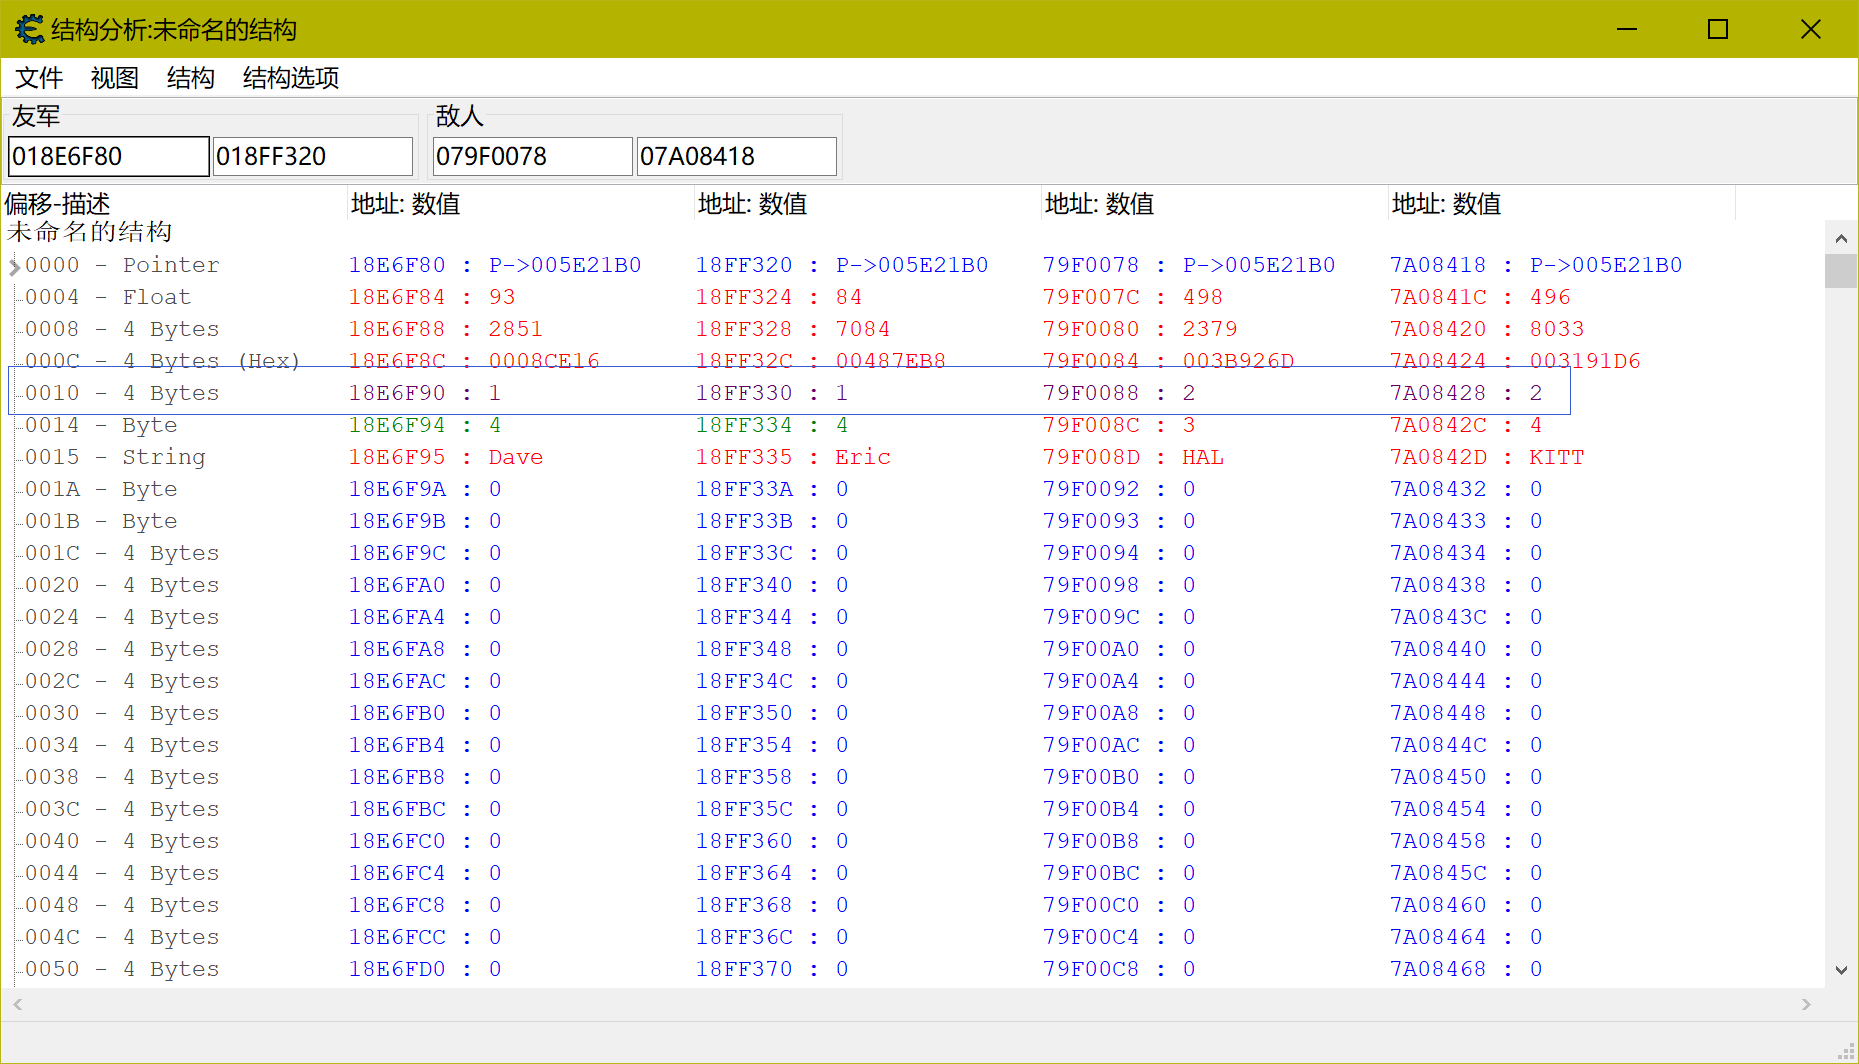 结构分析:未命名的结构
文件 视图 结构 结构选项
友军 敌人
018E6F80 018FF320 079F0078 07A08418
偏移-描述 地址: 数值 地址: 数值 地址: 数值 地址: 数值
未命名的结构
0000 - Pointer 18E6F80 : P->005E21B0 18FF320 : P->005E21B0 79F0078 : P->005E21B0 7A08418 : P->005E21B0
0004 - Float 18E6F84 : 93 18FF324 : 84 79F007C : 498 7A0841C : 496
0008 - 4 Bytes 18E6F88 : 2851 18FF328 : 7084 79F0080 : 2379 7A08420 : 8033
000C - 4 Bytes (Hex) 18E6F8C : 0008CE16 18FF32C : 00487EB8 79F0084 : 003B926D 7A08424 : 003191D6
0010 - 4 Bytes 18E6F90 : 1 18FF330 : 1 79F0088 : 2 7A08428 : 2
0014 - Byte 18E6F94 : 4 18FF334 : 4 79F008C : 3 7A0842C : 4
0015 - String 18E6F95 : Dave 18FF335 : Eric 79F008D : HAL 7A0842D : KITT
001A - Byte 18E6F9A : 0 18FF33A : 0 79F0092 : 0 7A08432 : 0
001B - Byte 18E6F9B : 0 18FF33B : 0 79F0093 : 0 7A08433 : 0
001C - 4 Bytes 18E6F9C : 0 18FF33C : 0 79F0094 : 0 7A08434 : 0
0020 - 4 Bytes 18E6FA0 : 0 18FF340 : 0 79F0098 : 0 7A08438 : 0
0024 - 4 Bytes 18E6FA4 : 0 18FF344 : 0 79F009C : 0 7A0843C : 0
0028 - 4 Bytes 18E6FA8 : 0 18FF348 : 0 79F00A0 : 0 7A08440 : 0
002C - 4 Bytes 18E6FAC : 0 18FF34C : 0 79F00A4 : 0 7A08444 : 0
0030 - 4 Bytes 18E6FB0 : 0 18FF350 : 0 79F00A8 : 0 7A08448 : 0
0034 - 4 Bytes 18E6FB4 : 0 18FF354 : 0 79F00AC : 0 7A0844C : 0
0038 - 4 Bytes 18E6FB8 : 0 18FF358 : 0 79F00B0 : 0 7A08450 : 0
003C - 4 Bytes 18E6FBC : 0 18FF35C : 0 79F00B4 : 0 7A08454 : 0
0040 - 4 Bytes 18E6FC0 : 0 18FF360 : 0 79F00B8 : 0 7A08458 : 0
0044 - 4 Bytes 18E6FC4 : 0 18FF364 : 0 79F00BC : 0 7A0845C : 0
0048 - 4 Bytes 18E6FC8 : 0 18FF368 : 0 79F00C0 : 0 7A08460 : 0
004C - 4 Bytes 18E6FCC : 0 18FF36C : 0 79F00C4 : 0 7A08464 : 0
0050 - 4 Bytes 18E6FD0 : 0 18FF370 : 0 79F00C8 : 0 7A08468 : 0